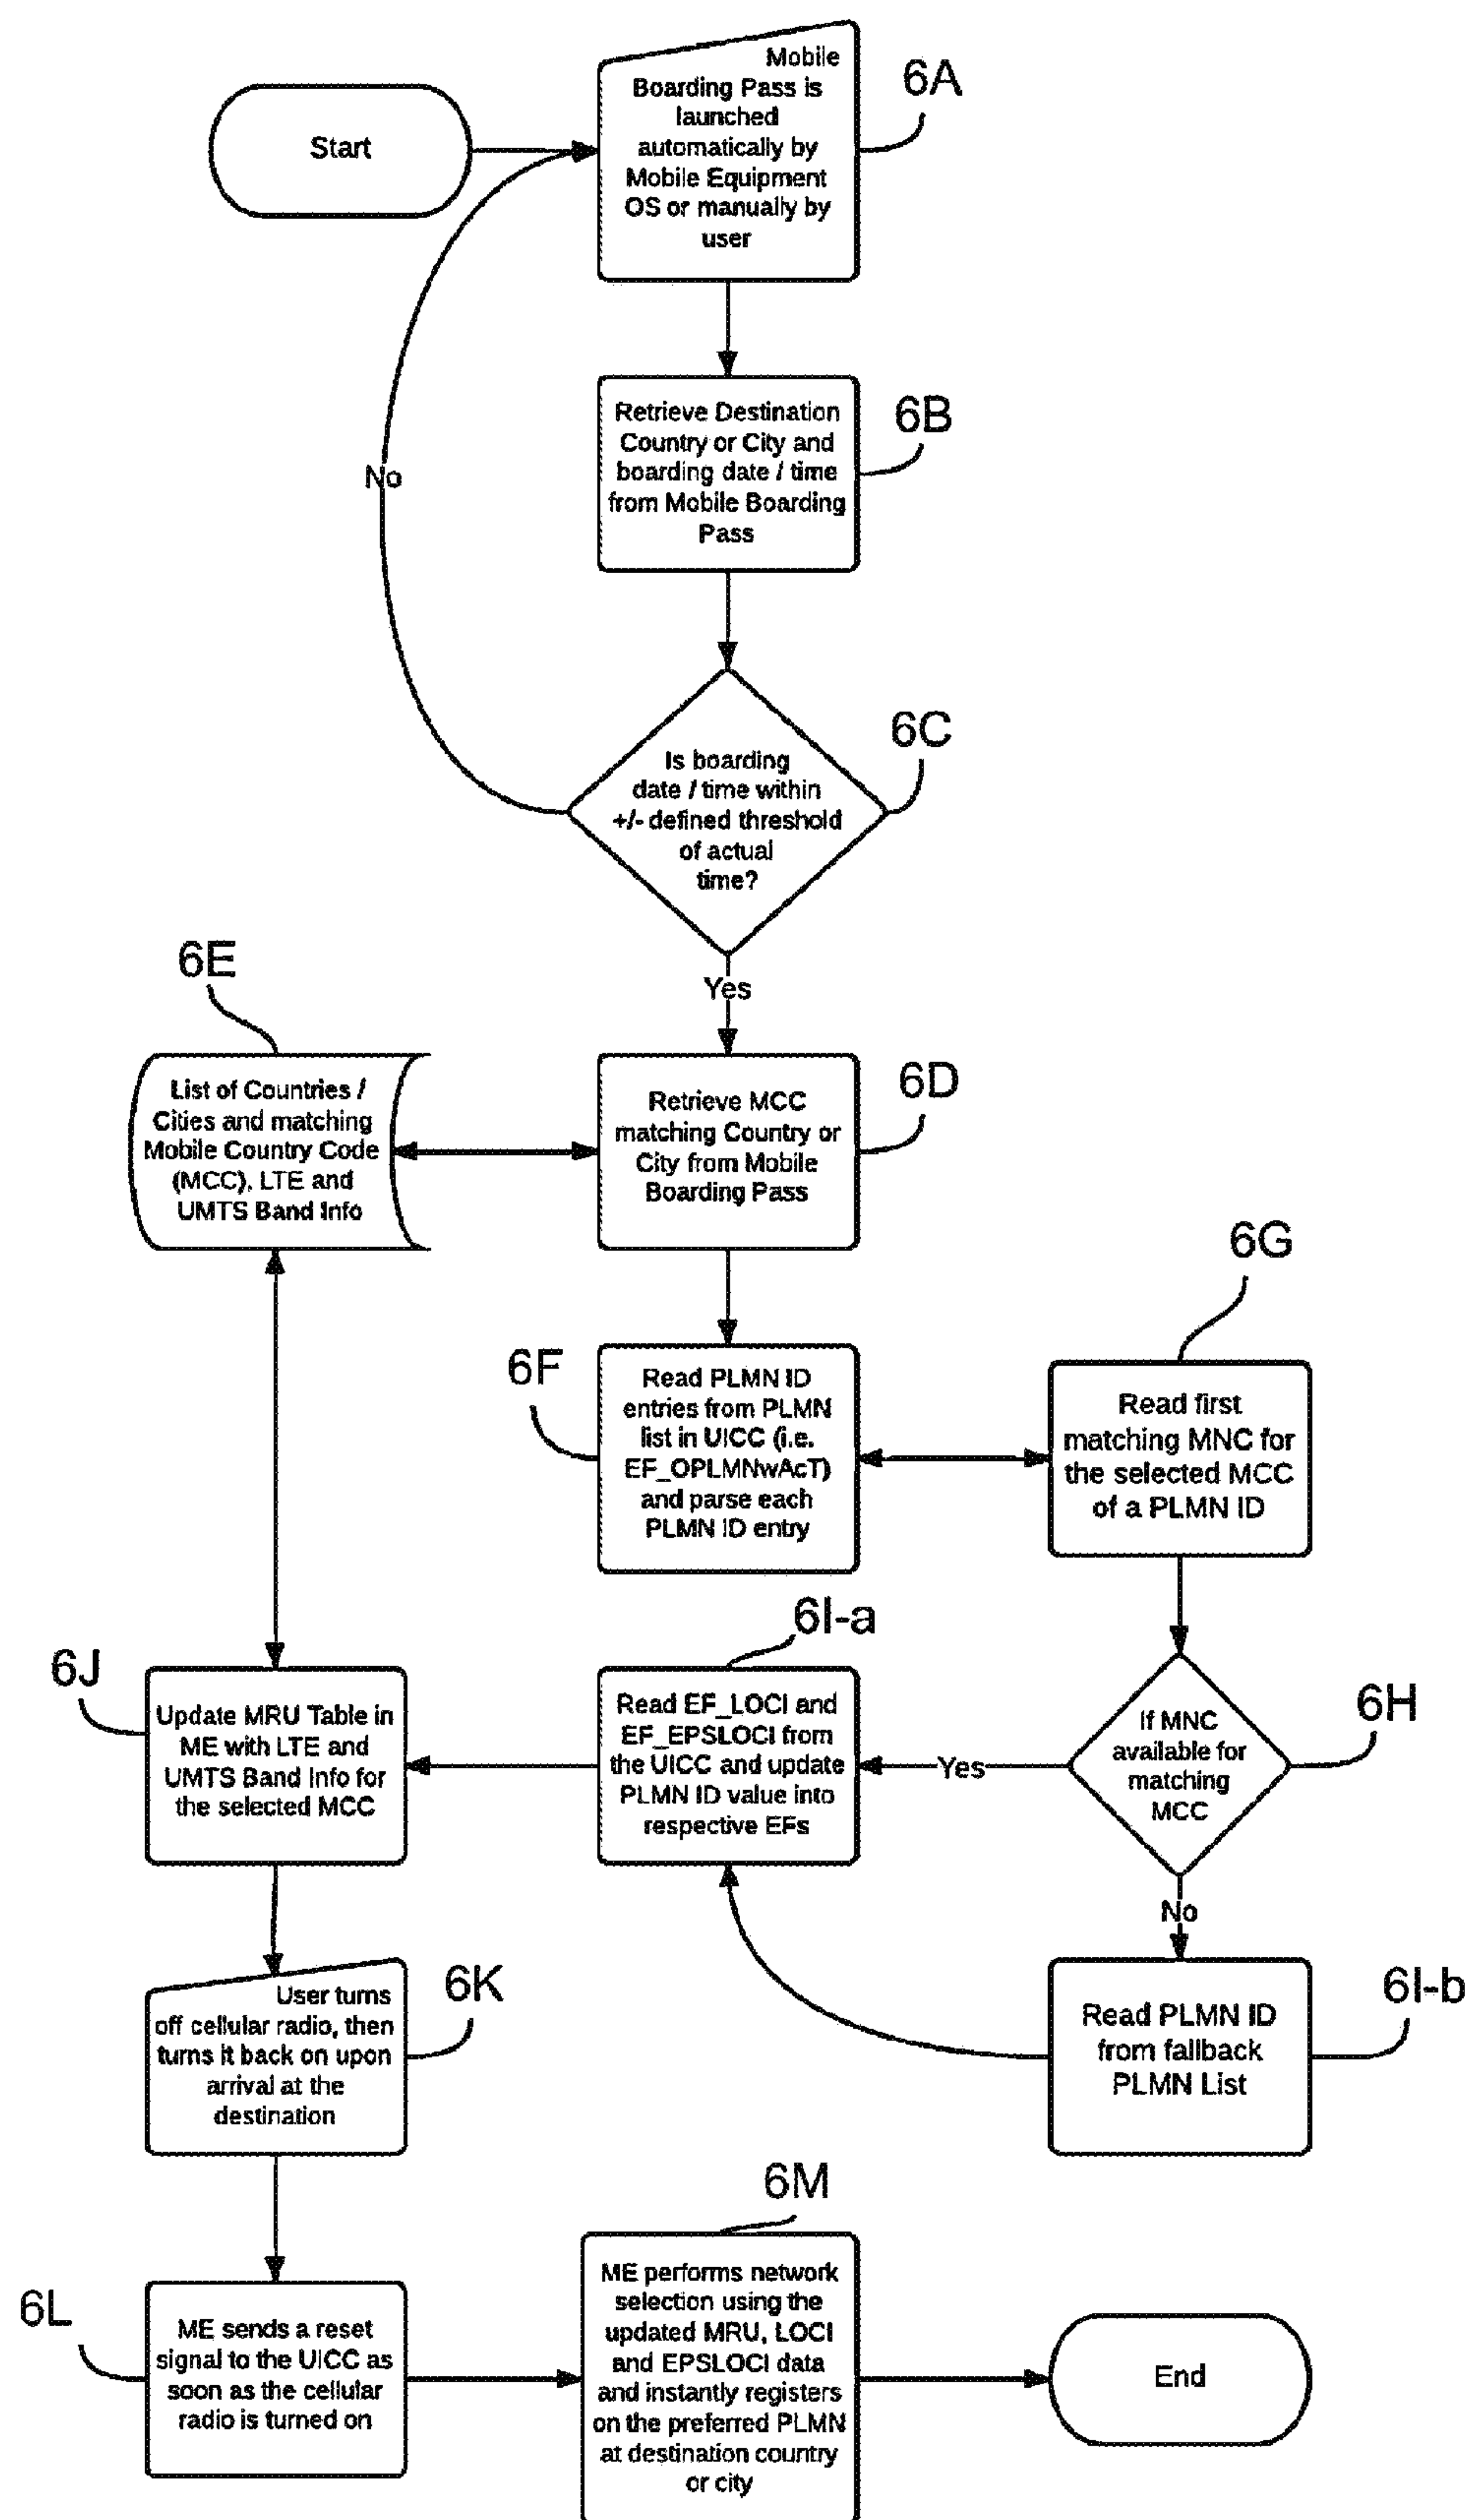 Mobile
Boarding Pass is
launched
automatically by
Mobile Equipment
OS or manually by
user
6A
Start
Retrieve Destination
Country or City and
boarding date / time
from Mobile Boarding
Pass
6B
No
Is boarding
date / time within
+/- defined threshold
of actual
time?
6C
Yes
6E
List of Countries /
Cities and matching
Mobile Country Code
(MCC), LTE and
UMTS Band Info
Retrieve MCC
matching Country or
City from Mobile
Boarding Pass
6D
6F
Read PLMN ID
entries from PLMN
list in UICC (i.e.
EF_OPLMNwAcT)
and parse each
PLMN ID entry
6G
Read first
matching MNC for
the selected MCC
of a PLMN ID
6H
If MNC
available for
matching
MCC
Yes
No
6I-a
Read EF_LOCI and
EF_EPSLOCI from
the UICC and update
PLMN ID value into
respective EFs
6I-b
Read PLMN ID
from fallback
PLMN List
6J
Update MRU Table in
ME with LTE and
UMTS Band Info for
the selected MCC
6K
User turns
off cellular radio, then
turns it back on upon
arrival at the
destination
6L
ME sends a reset
signal to the UICC as
soon as the cellular
radio is turned on
6M
ME performs network
selection using the
updated MRU, LOCI
and EPSLOCI data
and instantly registers
on the preferred PLMN
at destination country
or city
End